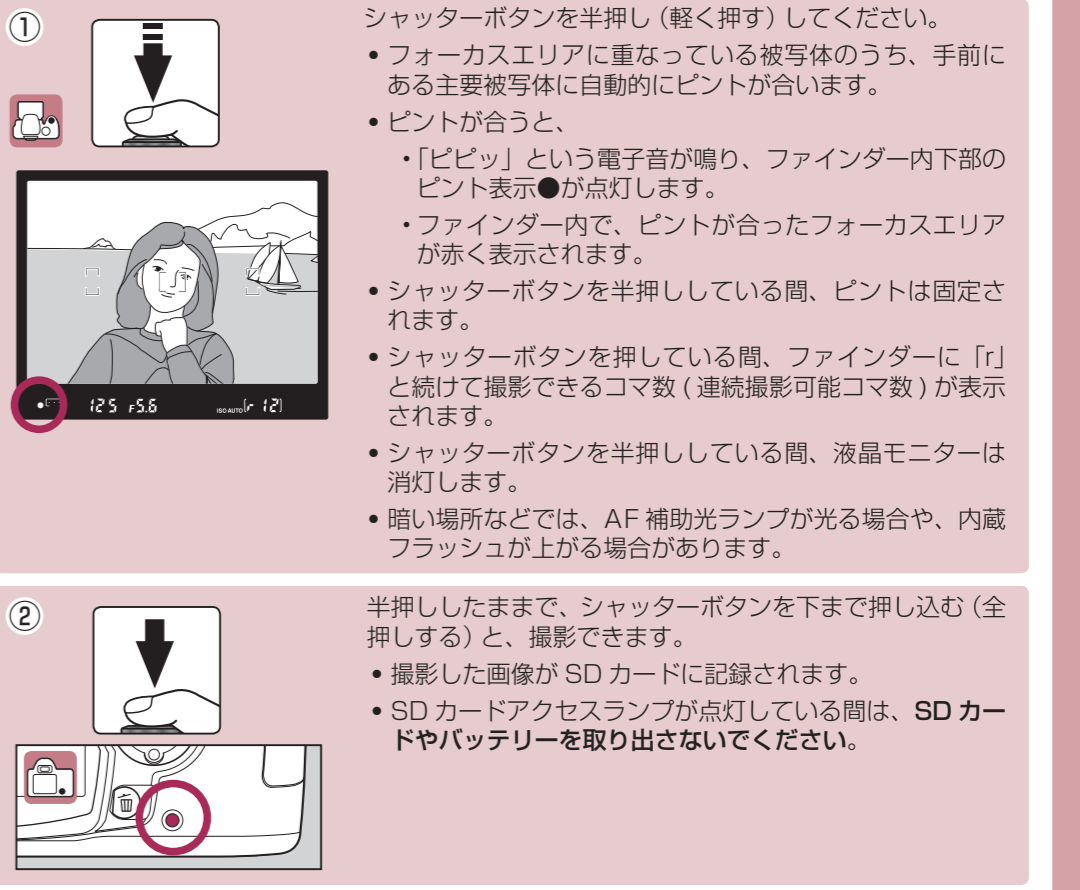 ①
シャッターボタンを半押し（軽く押す）してください。
• フォーカスエリアに重なっている被写体のうち、手前に
ある主要被写体に自動的にピントが合います。
• ピントが合うと、
・「ピピッ」という電子音が鳴り、ファインダー内下部の
ピント表示●が点灯します。
・ファインダー内で、ピントが合ったフォーカスエリア
が赤く表示されます。
• シャッターボタンを半押ししている間、ピントは固定さ
れます。
• シャッターボタンを押している間、ファインダーに「r」
と続けて撮影できるコマ数 ( 連続撮影可能コマ数 ) が表示
されます。
• シャッターボタンを半押ししている間、液晶モニターは
消灯します。
• 暗い場所などでは、AF 補助光ランプが光る場合や、内蔵
フラッシュが上がる場合があります。
● 125 F5.6 ISO AUTO [r 12]
②
半押ししたままで、シャッターボタンを下まで押し込む（全
押しする）と、撮影できます。
• 撮影した画像が SD カードに記録されます。
• SD カードアクセスランプが点灯している間は、SD カー
ドやバッテリーを取り出さないでください。